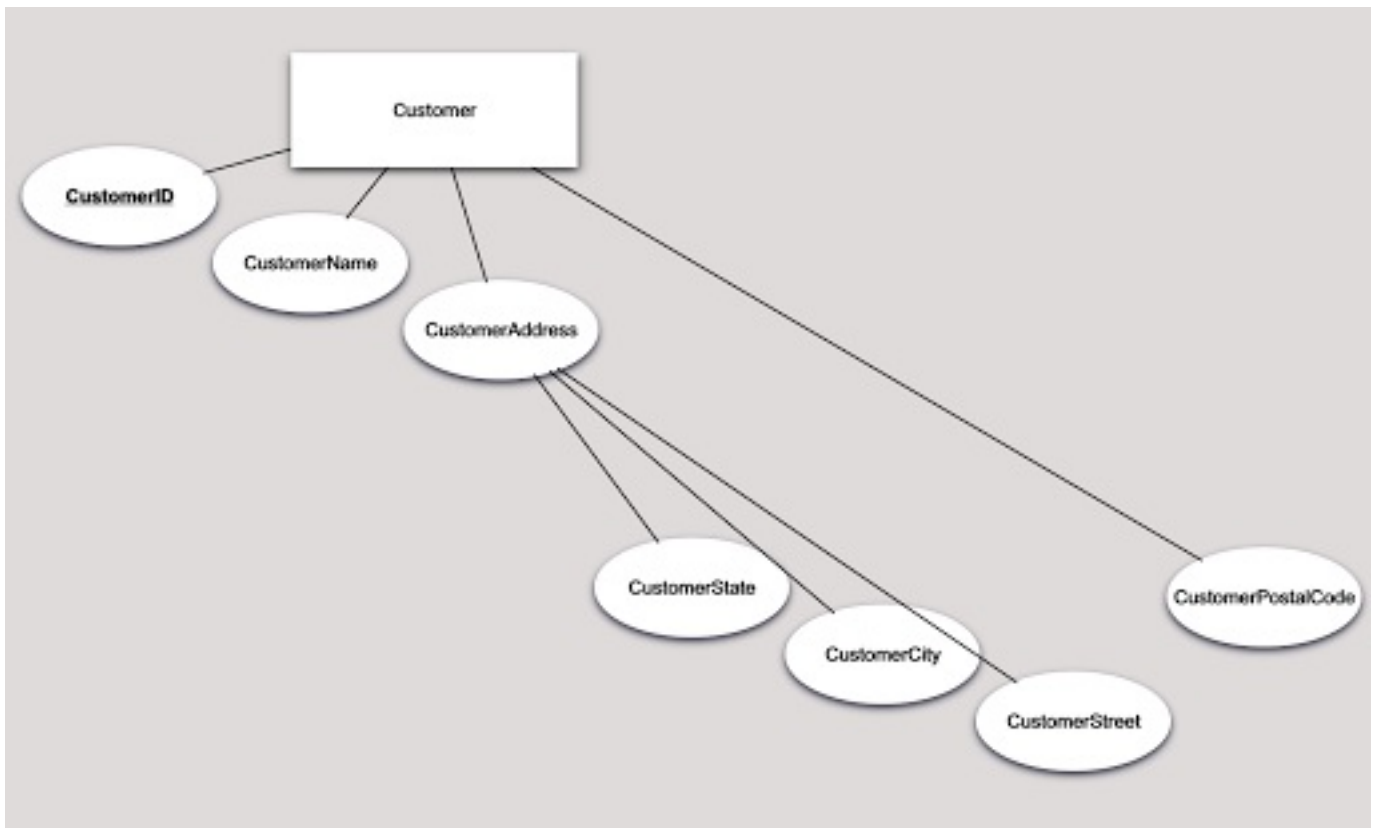 Customer
CustomerID
CustomerName
CustomerAddress
CustomerState
CustomerPostalCode
CustomerCity
CustomerStreet